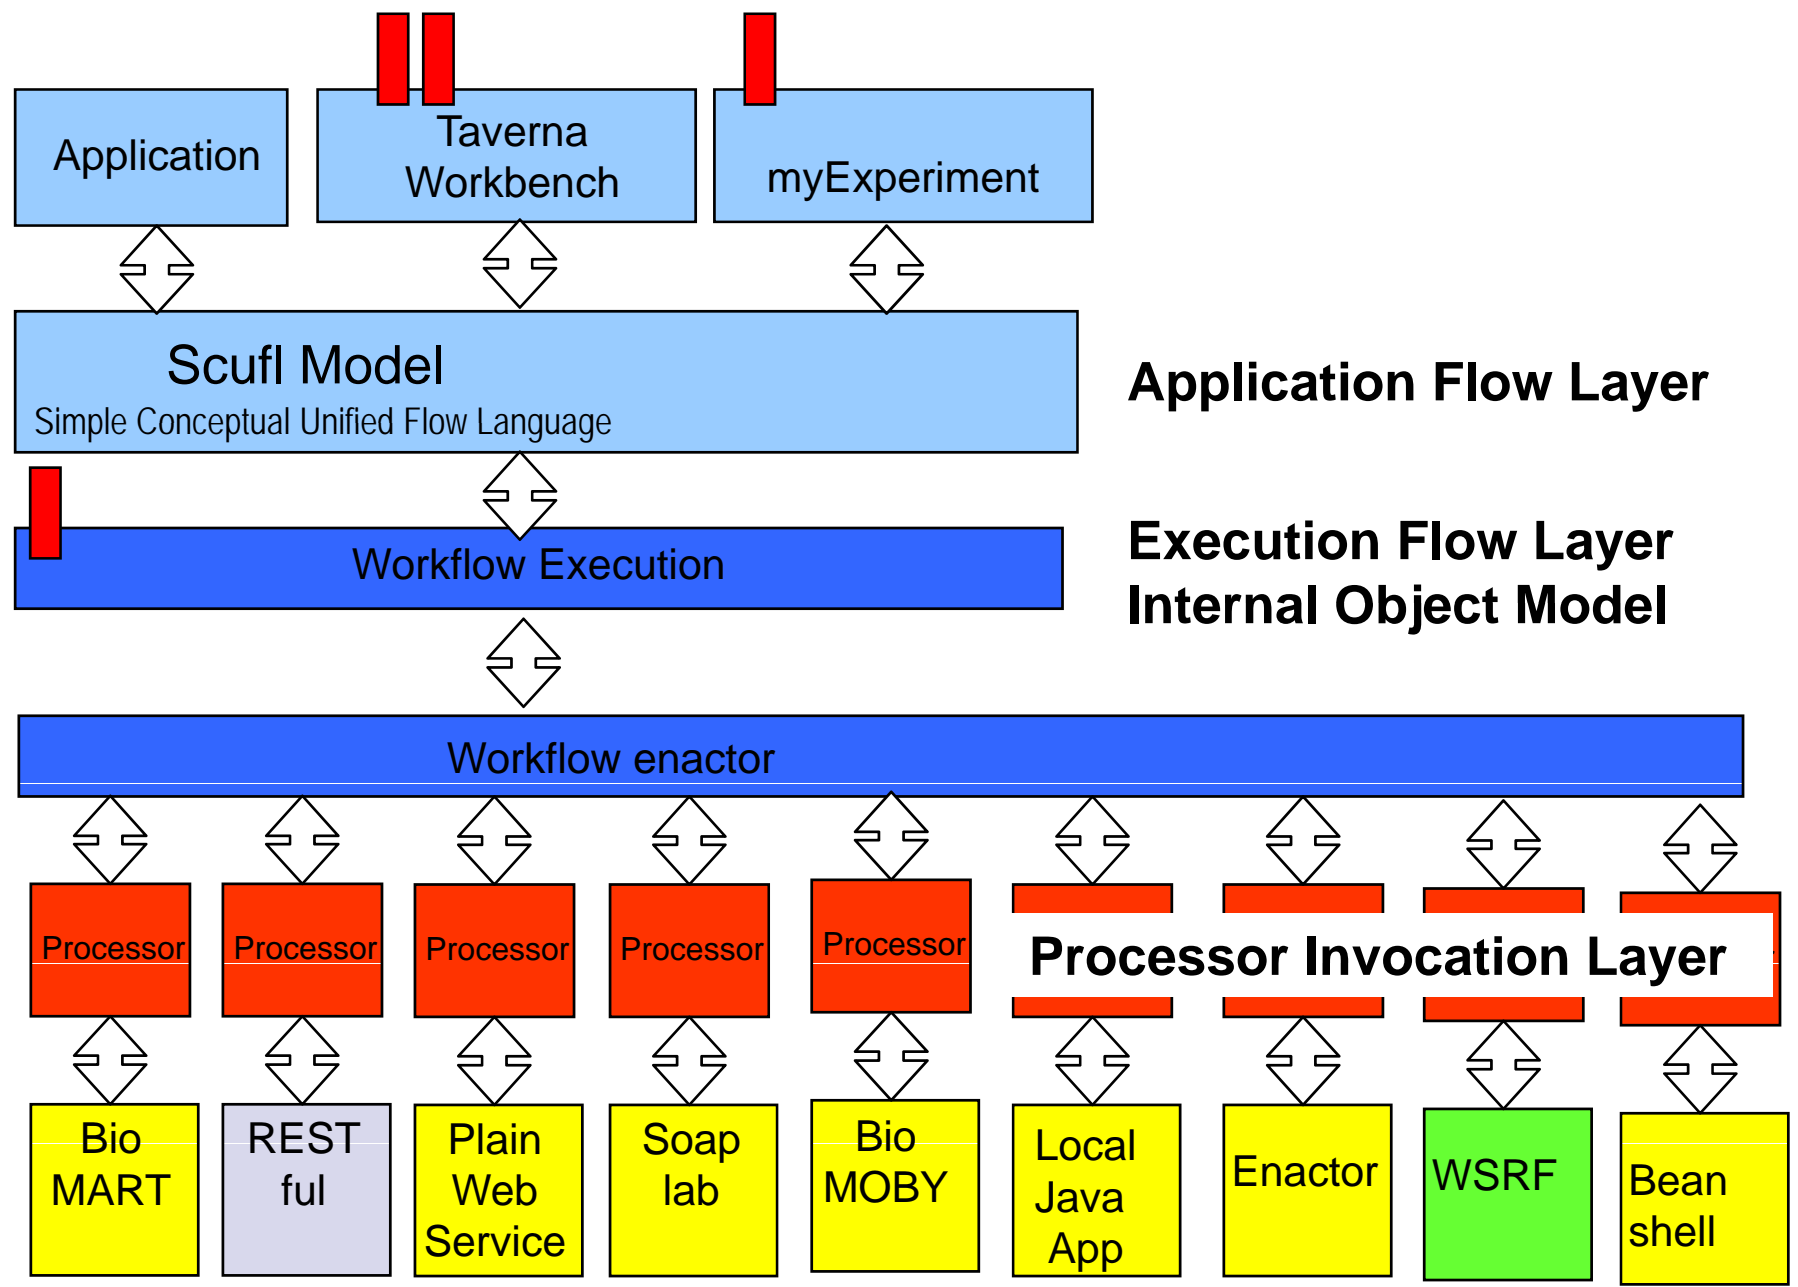 Application
Taverna
Workbench
myExperiment
Scufl Model
Simple Conceptual Unified Flow Language
Application Flow Layer
Workflow Execution
Execution Flow Layer
Internal Object Model
Workflow enactor
Processor
Processor
Processor
Processor
Processor
Processor Invocation Layer
Bio
MART
REST
ful
Plain
Web
Service
Soap
lab
Bio
MOBY
Local
Java
App
Enactor
WSRF
Bean
shell